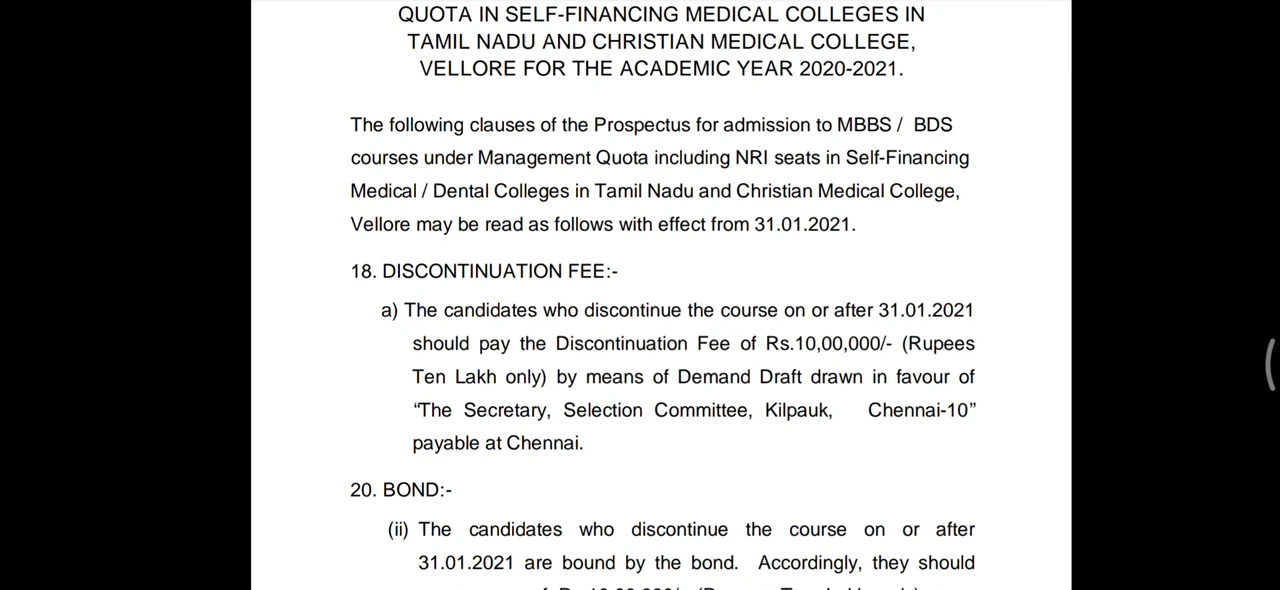 QUOTA IN SELF-FINANCING MEDICAL COLLEGES IN
TAMIL NADU AND CHRISTIAN MEDICAL COLLEGE,
VELLORE FOR THE ACADEMIC YEAR 2020-2021.
The following clauses of the Prospectus for admission to MBBS / BDS
courses under Management Quota including NRI seats in Self-Financing
Medical / Dental Colleges in Tamil Nadu and Christian Medical College,
Vellore may be read as follows with effect from 31.01.2021.
18. DISCONTINUATION FEE:-
a) The candidates who discontinue the course on or after 31.01.2021
should pay the Discontinuation Fee of Rs.10,00,000/- (Rupees
Ten Lakh only) by means of Demand Draft drawn in favour of
“The Secretary, Selection Committee, Kilpauk, Chennai-10”
payable at Chennai.
20. BOND:-
(ii) The candidates who discontinue the course on or after
31.01.2021 are bound by the bond. Accordingly, they should